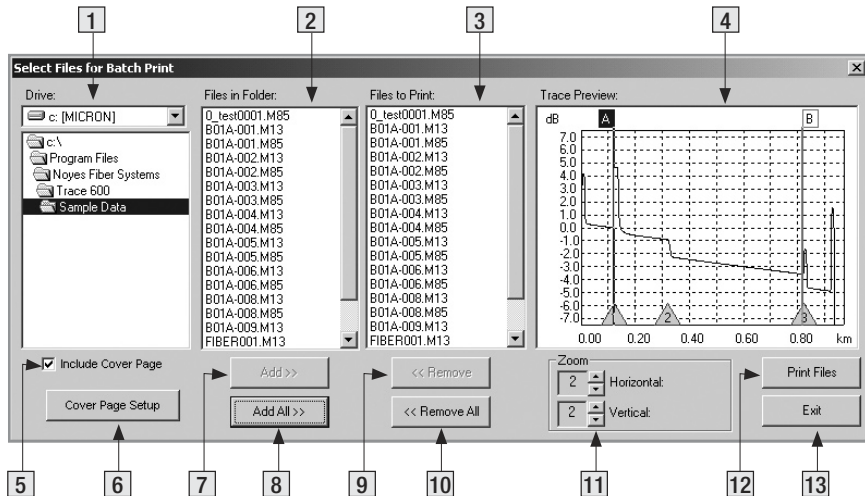 1
2
3
4
Select Files for Batch Print
Drive:
c: [MICRON]
c:\
Program Files
Noyes Fiber Systems
Trace 600
Sample Data
Files in Folder:
0_test0001.M85
B01A-001.M13
B01A-001.M85
B01A-002.M13
B01A-002.M85
B01A-003.M13
B01A-003.M85
B01A-004.M13
B01A-004.M85
B01A-005.M13
B01A-005.M85
B01A-006.M13
B01A-006.M85
B01A-008.M13
B01A-008.M85
B01A-009.M13
FIBER001.M13
Files to Print:
0_test0001.M85
B01A-001.M13
B01A-001.M85
B01A-002.M13
B01A-002.M85
B01A-003.M13
B01A-003.M85
B01A-004.M13
B01A-004.M85
B01A-005.M13
B01A-005.M85
B01A-006.M13
B01A-006.M85
B01A-008.M13
B01A-008.M85
B01A-009.M13
FIBER001.M13
Trace Preview:
dB
A
B
7.0
6.0
5.0
4.0
3.0
2.0
1.0
0.0
-1.0
-2.0
-3.0
-4.0
-5.0
-6.0
-7.0
1
2
3
0.00 0.20 0.40 0.60 0.80 km
Include Cover Page
Cover Page Setup
Add >>
Add All >>
<< Remove
<< Remove All
Zoom
2 Horizontal:
2 Vertical:
Print Files
Exit
5
6
7
8
9
10
11
12
13